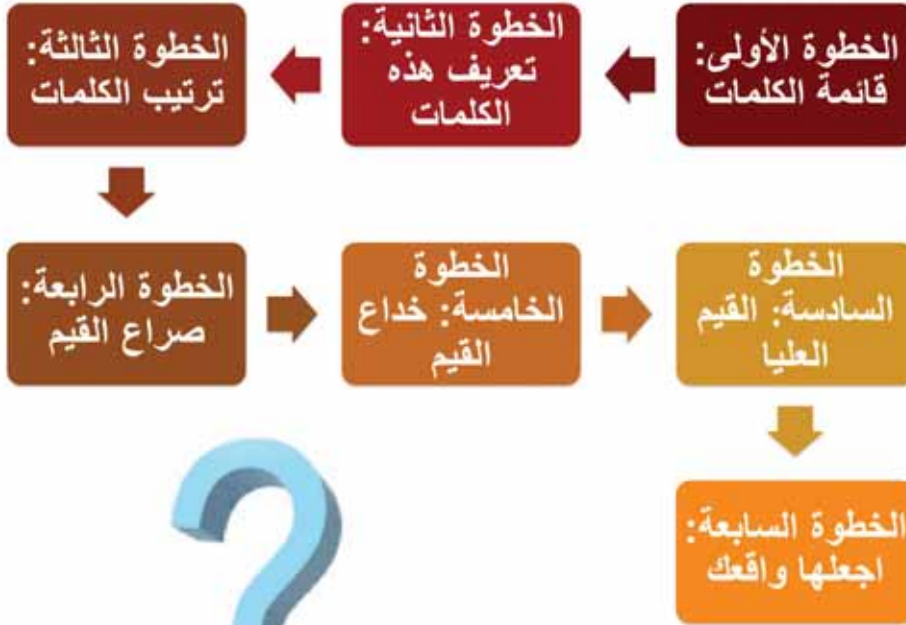 الخطوة الأولى:
قائمة الكلمات
الخطوة الثانية:
تعريف هذه
الكلمات
الخطوة الثالثة:
ترتيب الكلمات
الخطوة الرابعة:
صراع القيم
الخطوة
الخامسة: خداع
القيم
الخطوة
السادسة: القيم
العليا
الخطوة السابعة:
اجعلها واقعك